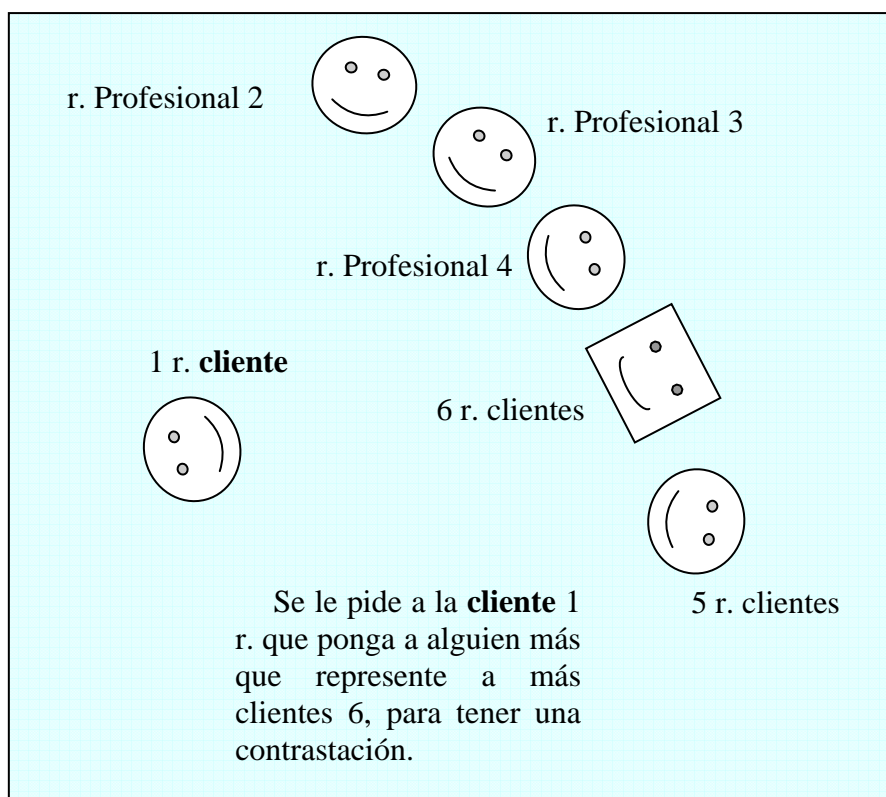 r. Profesional 2
r. Profesional 3
r. Profesional 4
1 r. cliente
6 r. clientes
5 r. clientes
Se le pide a la cliente 1
r. que ponga a alguien más
que represente a más
clientes 6, para tener una
contrastación.